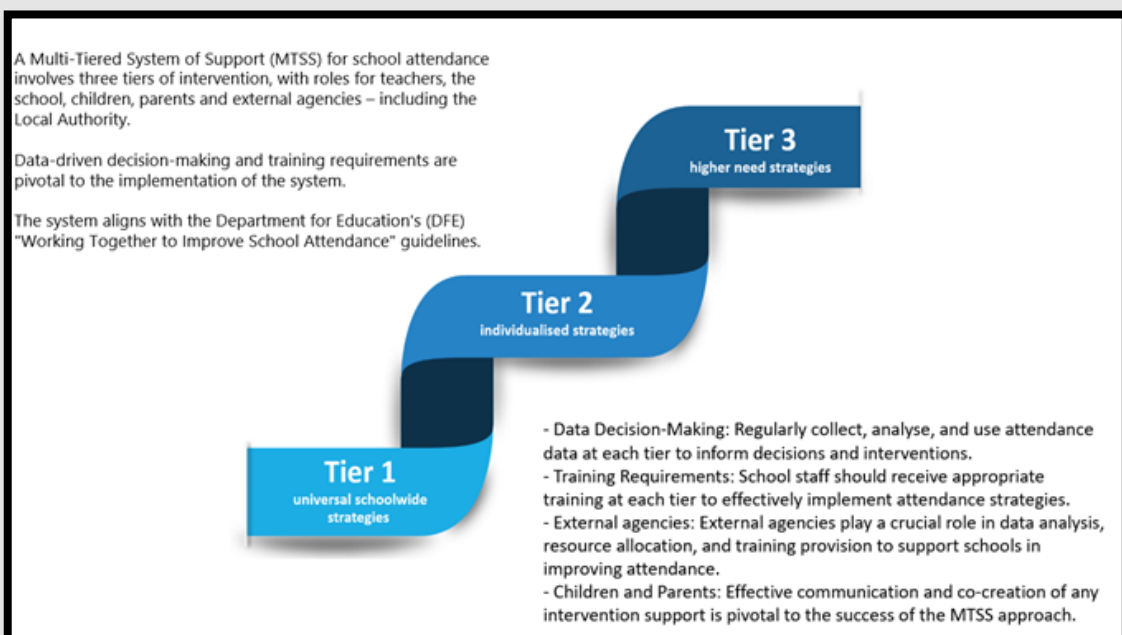 A Multi-Tiered System of Support (MTSS) for school attendance
involves three tiers of intervention, with roles for teachers, the
school, children, parents and external agencies – including the
Local Authority.
Data-driven decision-making and training requirements are
pivotal to the implementation of the system.
The system aligns with the Department for Education's (DFE)
"Working Together to Improve School Attendance" guidelines.
Tier 3
higher need strategies
Tier 2
individualised strategies
Tier 1
universal schoolwide
strategies
- Data Decision-Making: Regularly collect, analyse, and use attendance
data at each tier to inform decisions and interventions.
- Training Requirements: School staff should receive appropriate
training at each tier to effectively implement attendance strategies.
- External agencies: External agencies play a crucial role in data analysis,
resource allocation, and training provision to support schools in
improving attendance.
- Children and Parents: Effective communication and co-creation of any
intervention support is pivotal to the success of the MTSS approach.